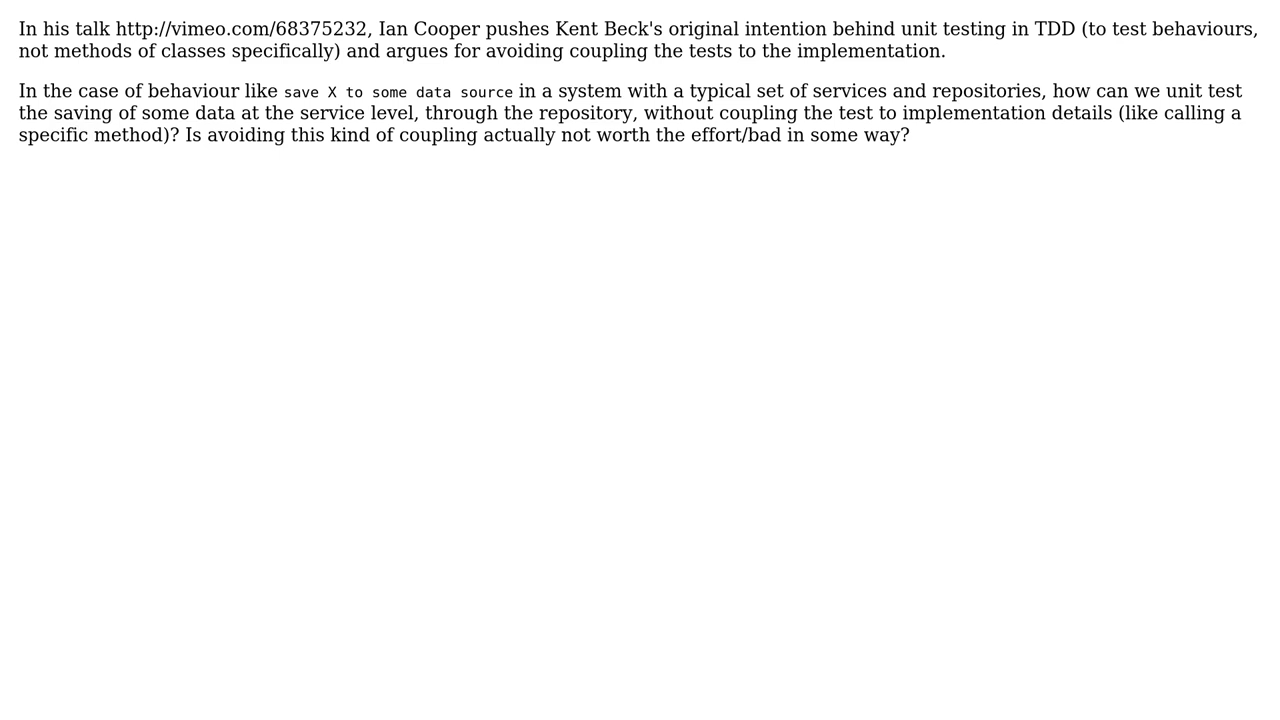 In his talk http://vimeo.com/68375232, Ian Cooper pushes Kent Beck's original intention behind unit testing in TDD (to test behaviours,
not methods of classes specifically) and argues for avoiding coupling the tests to the implementation.
In the case of behaviour like save X to some data source in a system with a typical set of services and repositories, how can we unit test
the saving of some data at the service level, through the repository, without coupling the test to implementation details (like calling a
specific method)? Is avoiding this kind of coupling actually not worth the effort/bad in some way?